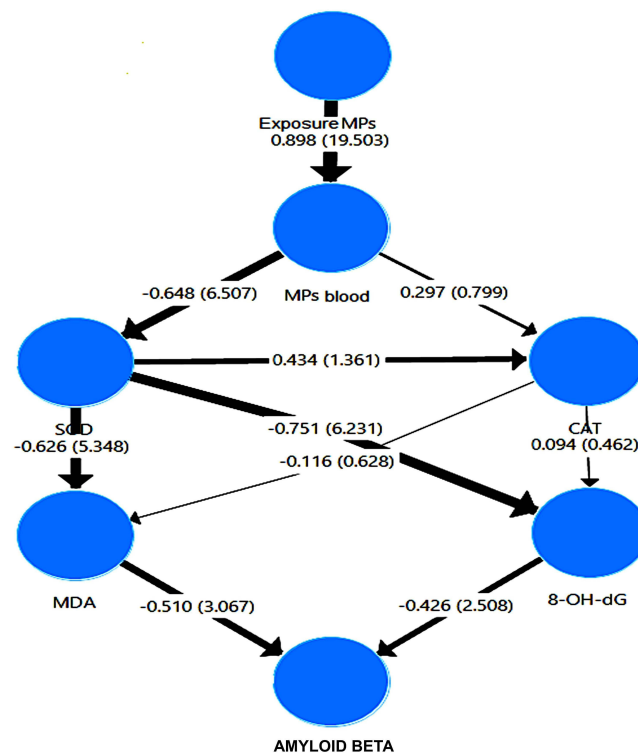 Exposure MPs
0.898 (19.503)
MPs blood
-0.648 (6.507)
0.297 (0.799)
0.434 (1.361)
SOD
-0.626 (5.348)
-0.751 (6.231)
-0.116 (0.628)
CAT
0.094 (0.462)
MDA
8-OH-dG
-0.510 (3.067)
-0.426 (2.508)
AMYLOID BETA